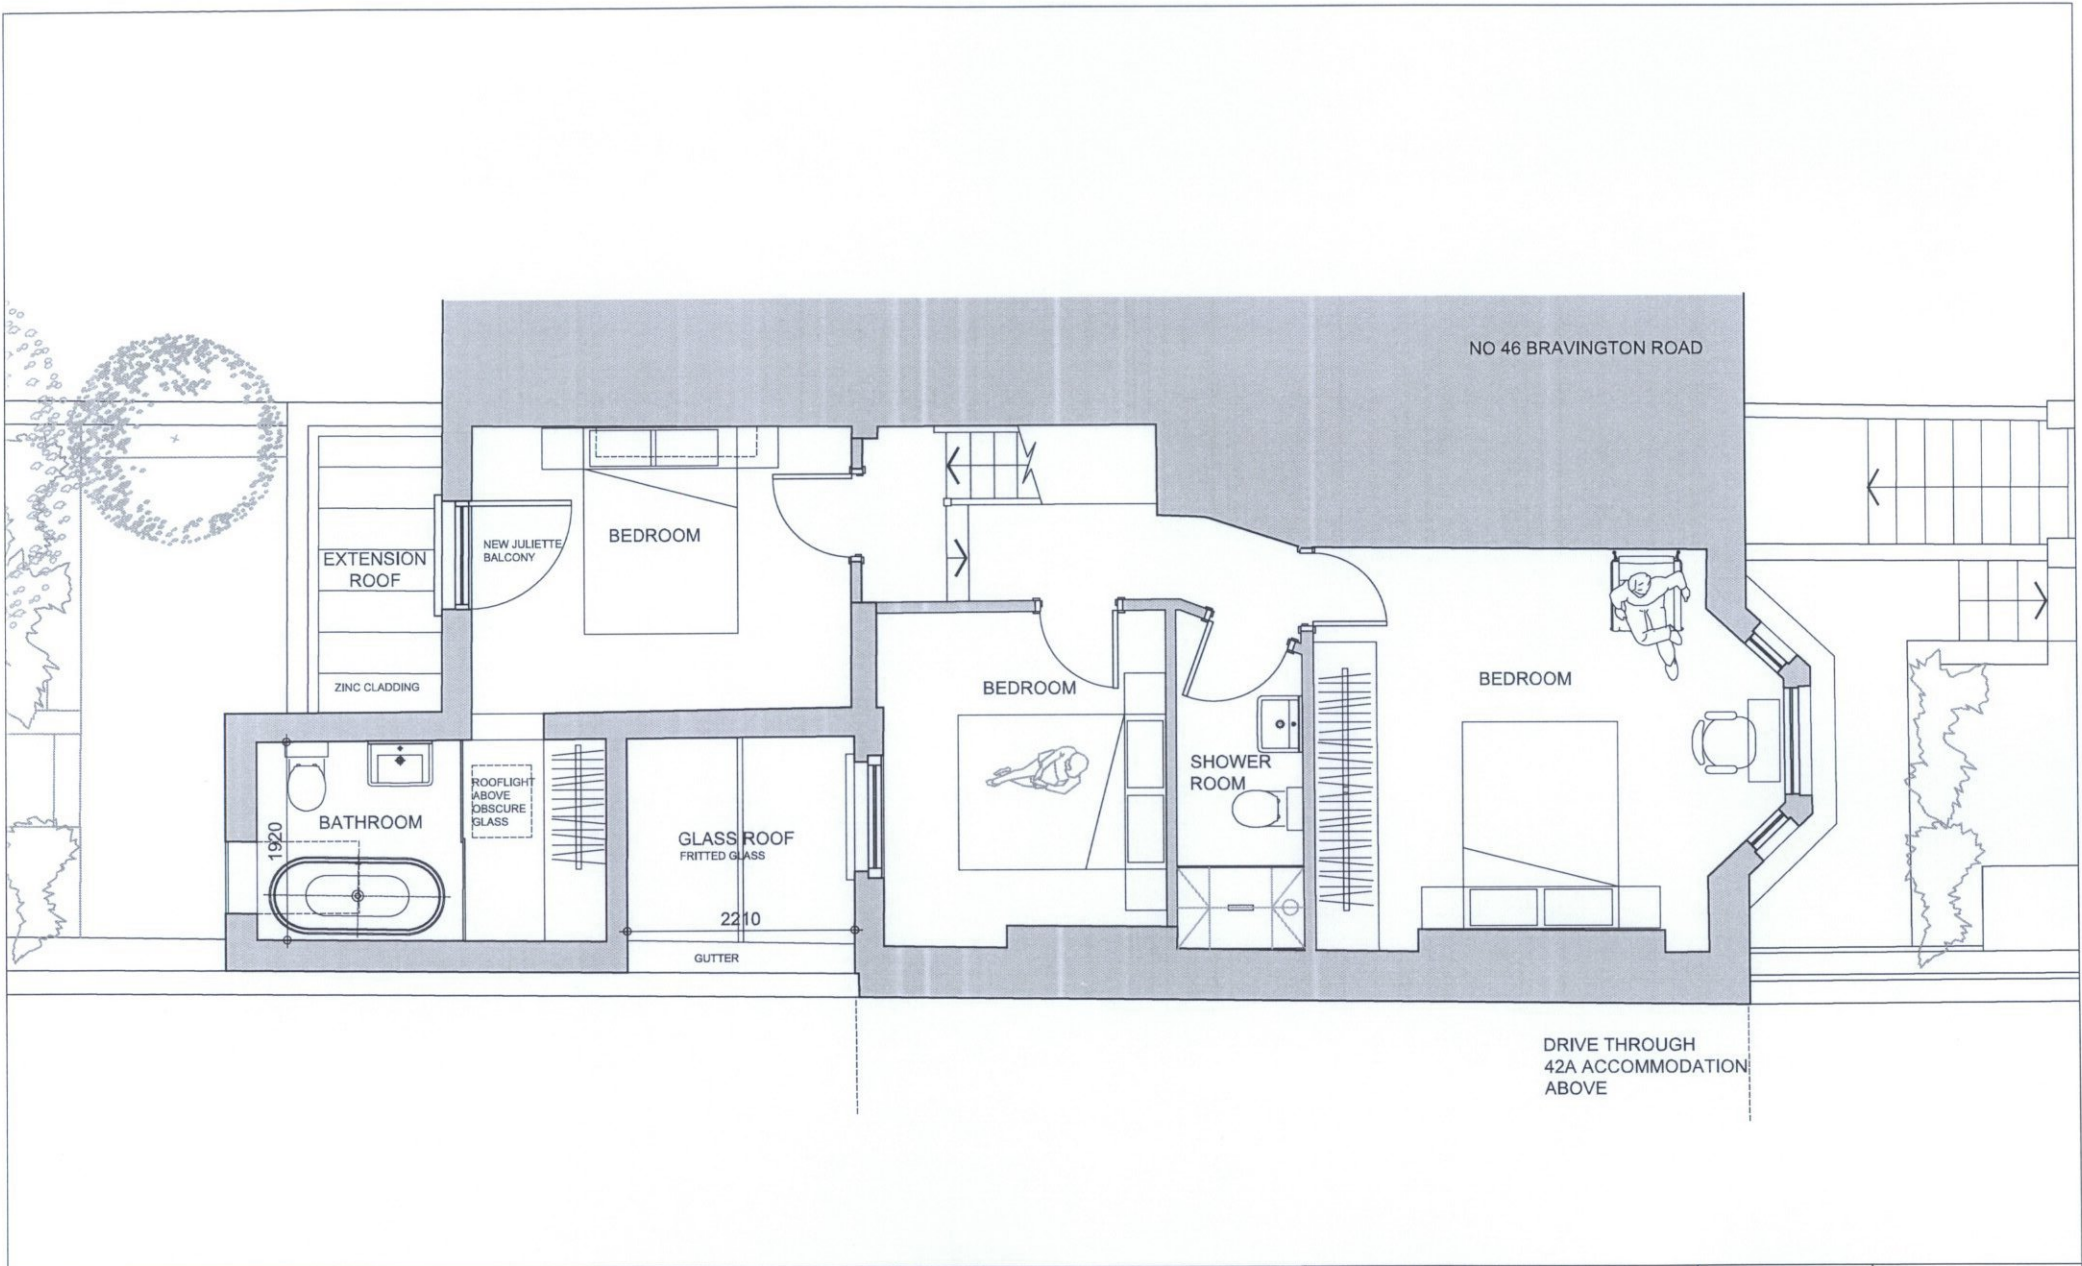 NO 46 BRAVINGTON ROAD
EXTENSION
ROOF
NEW JULIETTE
BALCONY
BEDROOM
ZINC CLADDING
BEDROOM
BEDROOM
ROOFLIGHT
ABOVE
OBSCURE
GLASS
SHOWER
ROOM
BATHROOM
1920
GLASS ROOF
FRITTED GLASS
2210
GUTTER
DRIVE THROUGH
42A ACCOMMODATION
ABOVE